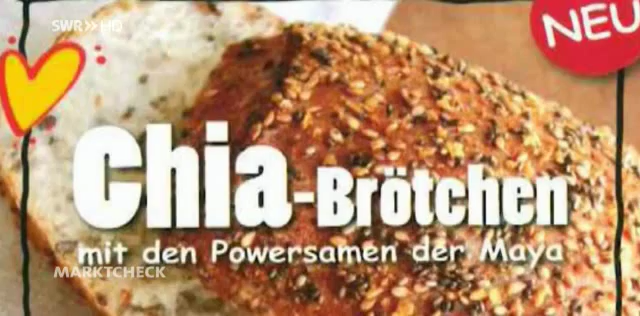 SWR» HD
NEU
Chia-Brötchen
mit den Powersamen der Maya
MARKTCHECK